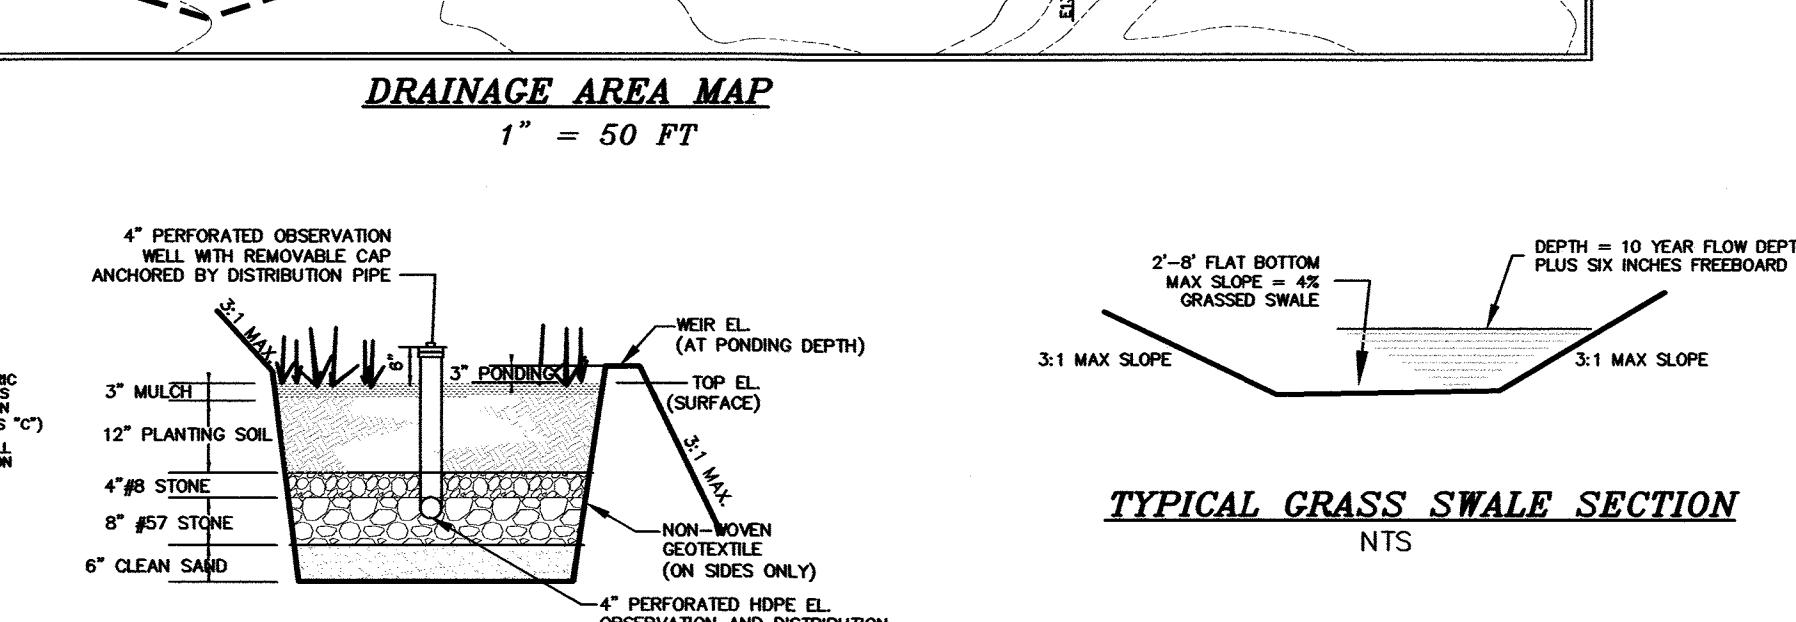 DRAINAGE AREA MAP
1" = 50 FT
4" PERFORATED OBSERVATION
WELL WITH REMOVABLE CAP
ANCHORED BY DISTRIBUTION PIPE
3:1 MAX.
6"
3" PONDING
WEIR EL.
(AT PONDING DEPTH)
TOP EL.
(SURFACE)
3:1 MAX.
3" MULCH
12" PLANTING SOIL
4"#8 STONE
8" #57 STONE
6" CLEAN SAND
"C")
NON-WOVEN
GEOTEXTILE
(ON SIDES ONLY)
4" PERFORATED HDPE EL.
OBSERVATION AND DISTRIBUTION
2'-8' FLAT BOTTOM
MAX SLOPE = 4%
GRASSED SWALE
DEPTH = 10 YEAR FLOW DEPT
PLUS SIX INCHES FREEBOARD
3:1 MAX SLOPE
3:1 MAX SLOPE
TYPICAL GRASS SWALE SECTION
NTS